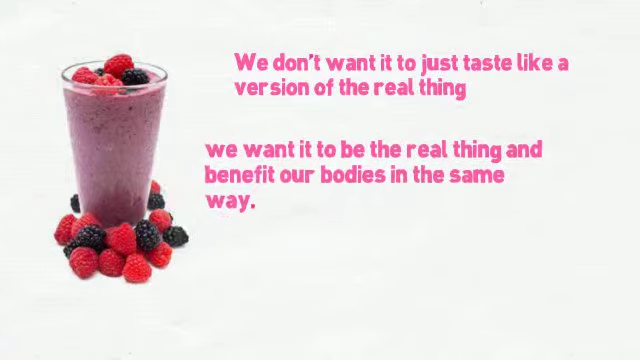 We don't want it to just taste like a
version of the real thing
we want it to be the real thing and
benefit our bodies in the same
way.